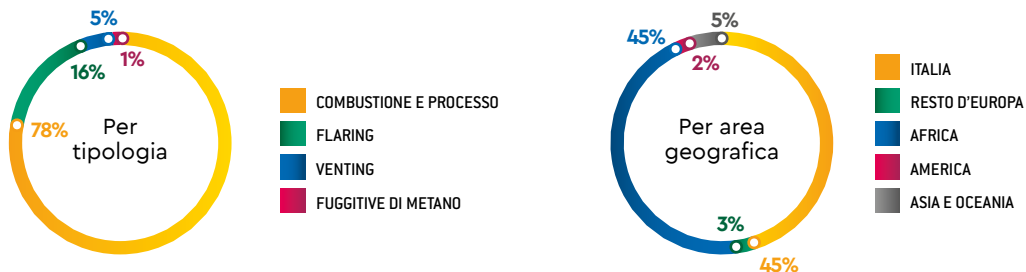 5%
1%
16%
78%
Per
tipologia
COMBUSTIONE E PROCESSO
FLARING
VENTING
FUGGITIVE DI METANO
5%
45%
2%
Per area
geografica
3%
45%
ITALIA
RESTO D'EUROPA
AFRICA
AMERICA
ASIA E OCEANIA